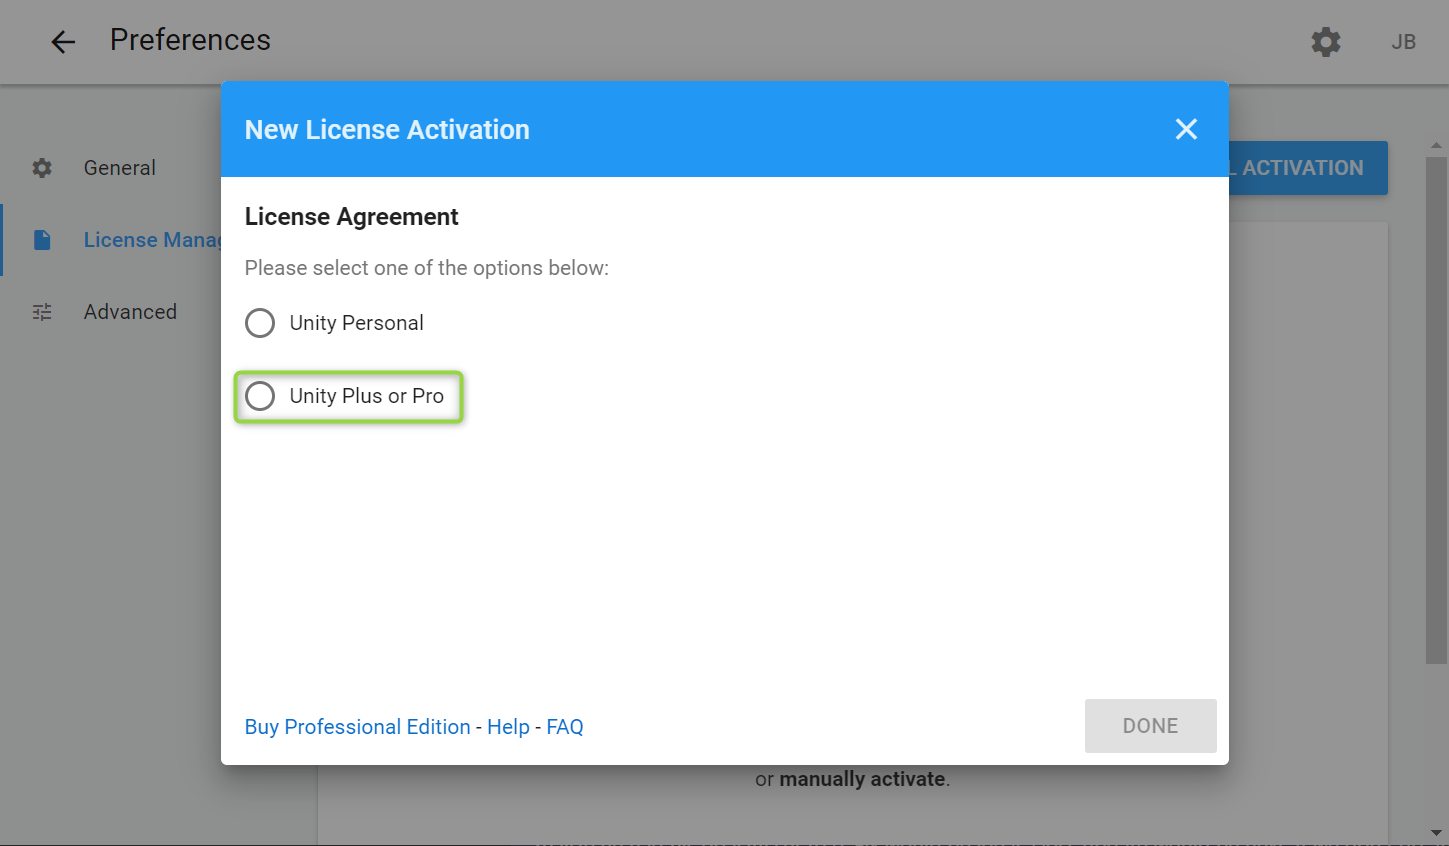 Preferences
JB
New License Activation
L ACTIVATION
General
License Manag
Advanced
License Agreement
Please select one of the options below:
Unity Personal
Unity Plus or Pro
Buy Professional Edition - Help - FAQ
DONE
or manually activate.